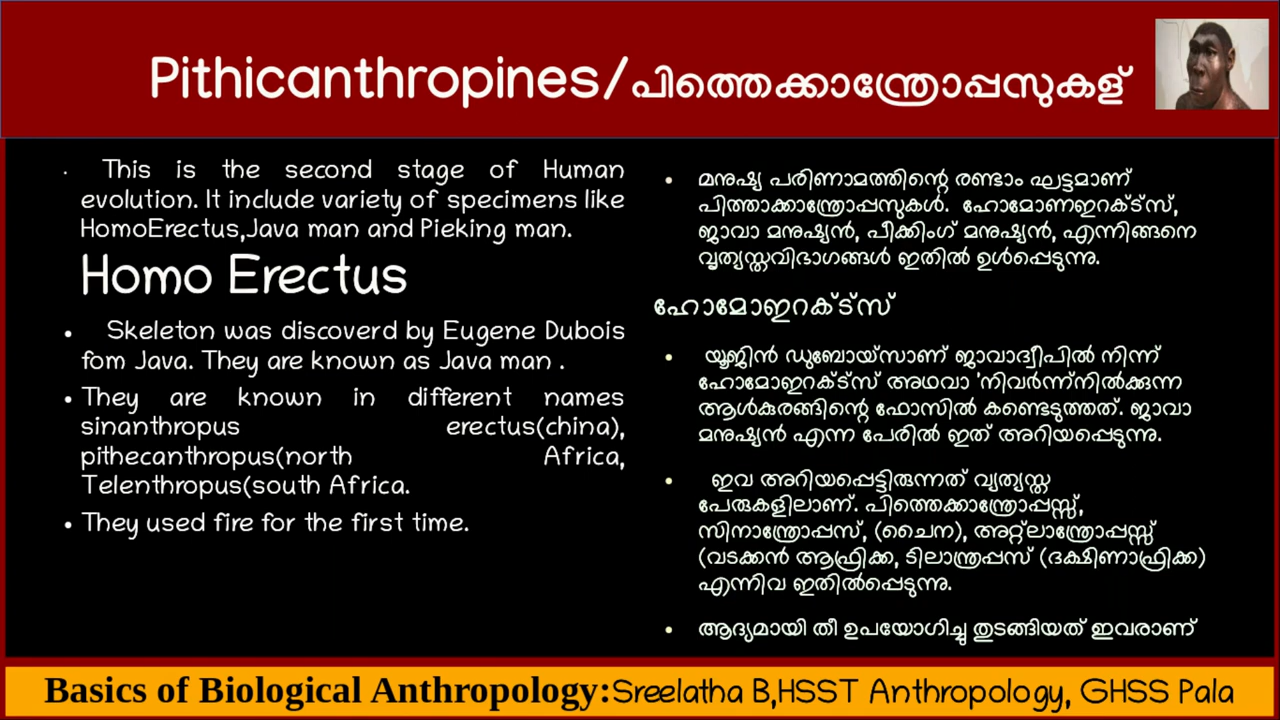 Pithicanthropines/പിത്തെക്കാന്ത്രോപ്പസുകള്
· This is the second stage of Human
evolution. It include variety of specimens like
HomoErectus,Java man and Pieking man.
Homo Erectus
• Skeleton was discoverd by Eugene Dubois
fom Java. They are known as Java man .
• They are known in different names
sinanthropus erectus(china),
pithecanthropus(north Africa,
Telenthropus(south Africa.
• They used fire for the first time.
• മനുഷ്യ പരിണാമത്തിന്റെ രണ്ടാം ഘട്ടമാണ്
പിത്താക്കാന്ത്രോപ്പസുകൾ. ഹോമോണഇറക്ട്സ്,
ജാവാ മനുഷ്യൻ, പീക്കിംഗ് മനുഷ്യൻ, എന്നിങ്ങനെ
വൃത്യസ്തവിഭാഗങ്ങൾ ഇതിൽ ഉൾപ്പെടുന്നു.
ഹോമോഇറക്ട്സ്
• യൂജിൻ ഡുബോയ്സാണ് ജാവാദ്വീപിൽ നിന്ന്
ഹോമോഇറക്ട്സ് അഥവാ 'നിവർന്ന്നിൽക്കുന്ന
ആൾകുരങ്ങിന്റെ ഫോസിൽ കണ്ടെടുത്തത്. ജാവാ
മനുഷ്യൻ എന്ന പേരിൽ ഇത് അറിയപ്പെടുന്നു.
• ഇവ അറിയപ്പെട്ടിരുന്നത് വ്യത്യസ്ത
പേരുകളിലാണ്. പിത്തെക്കാന്ത്രോപ്പസ്സ്,
സിനാന്ത്രോപ്പസ്, (ചൈന), അറ്റ്ലാന്ത്രോപ്പസ്സ്
(വടക്കൻ ആഫ്രിക്ക, ടിലാന്ത്രപ്പസ് (ദക്ഷിണാഫ്രിക്ക)
എന്നിവ ഇതിൽപ്പെടുന്നു.
• ആദ്യമായി തീ ഉപയോഗിച്ചു തുടങ്ങിയത് ഇവരാണ്
Basics of Biological Anthropology:Sreelatha B,HSST Anthropology, GHSS Pala